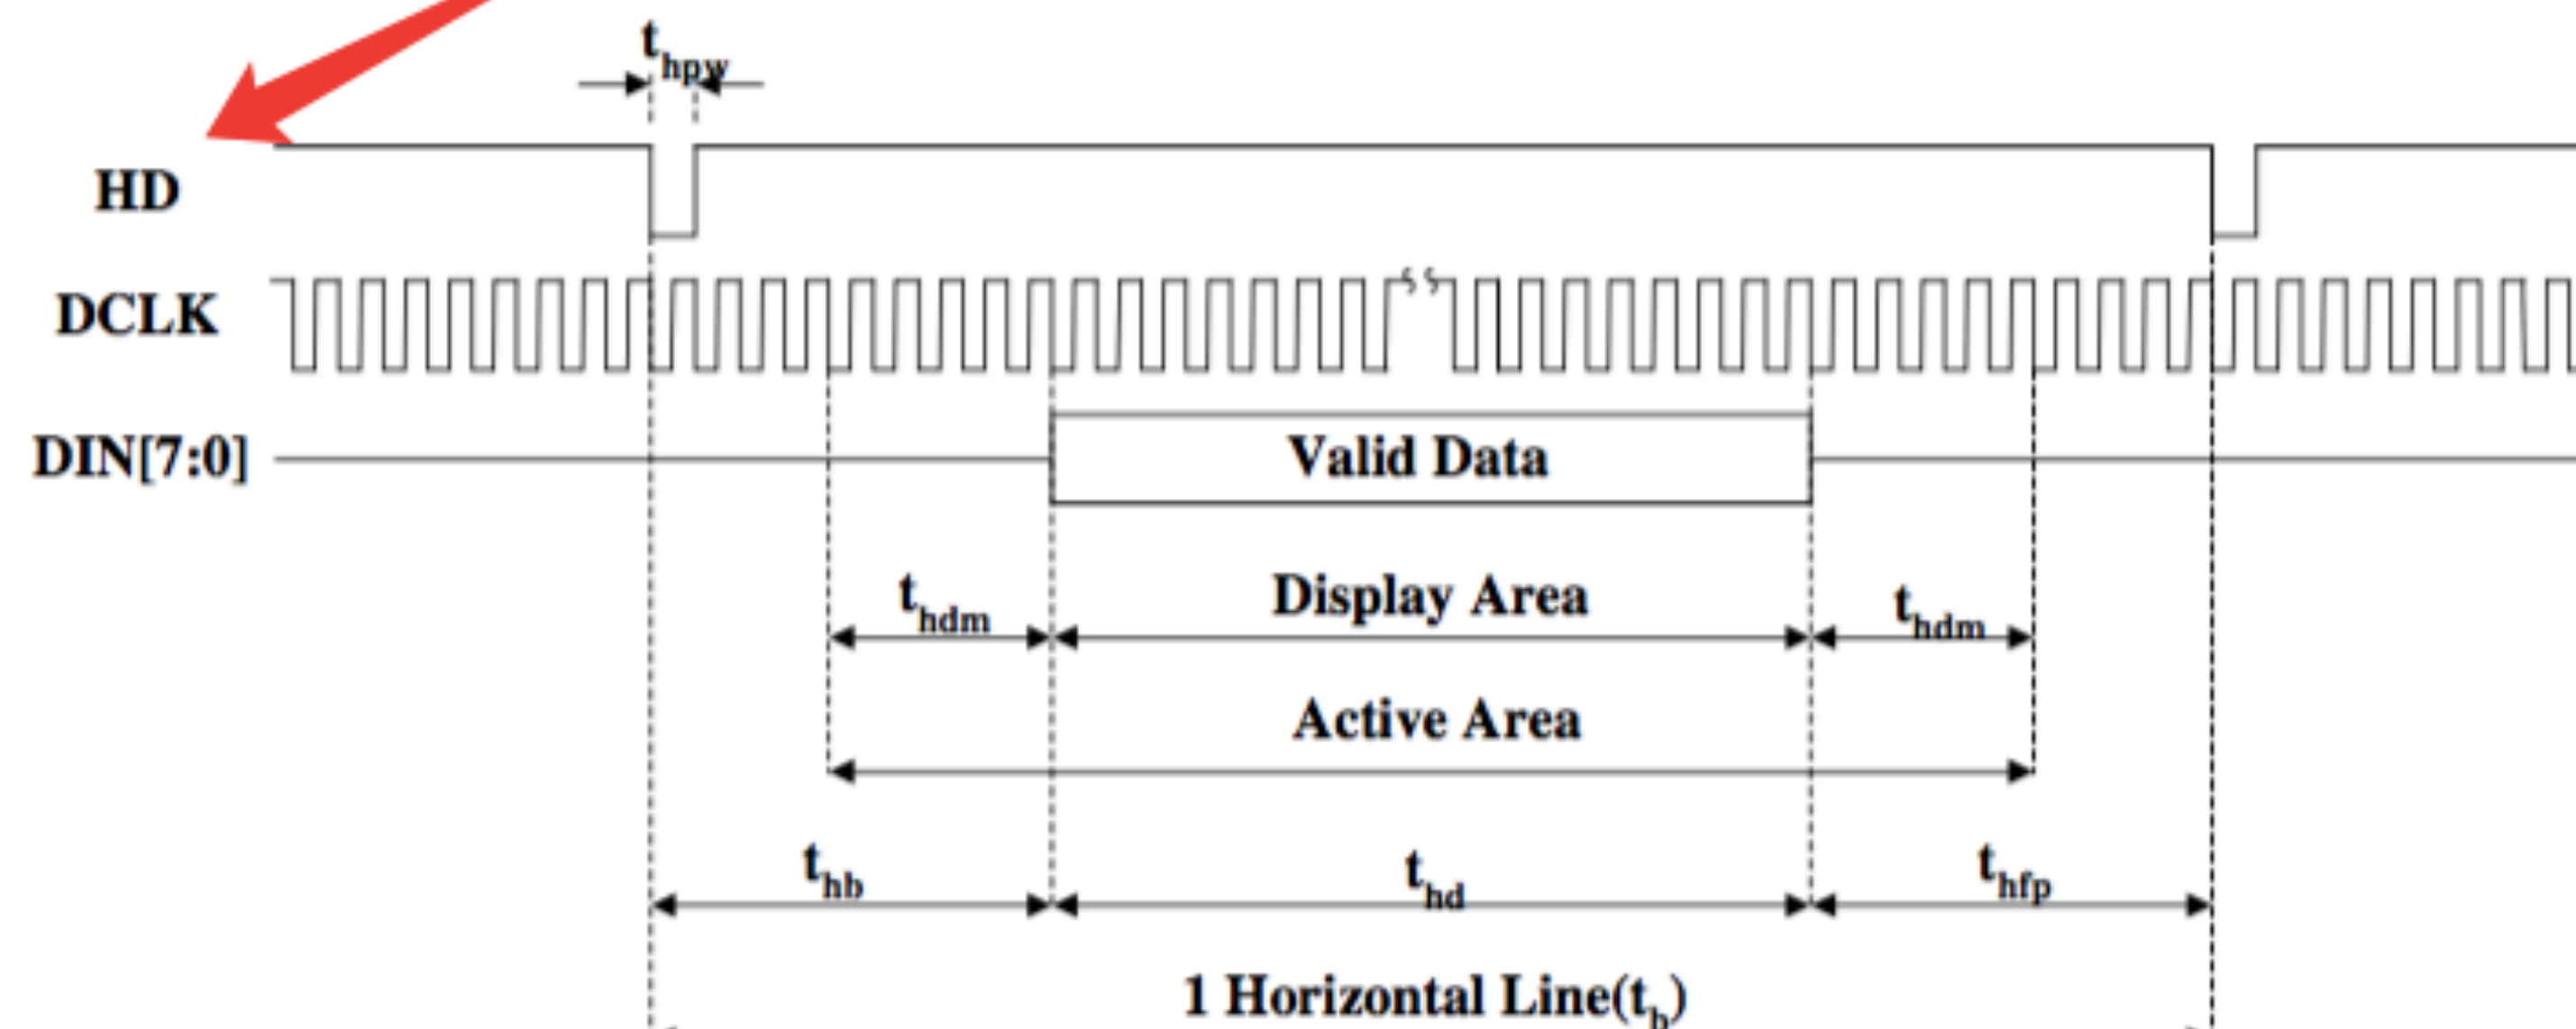 thpw
HD
DCLK
DIN[7:0]
Valid Data
thdm
Display Area
thdm
Active Area
thb
thd
thfp
1 Horizontal Line(th)